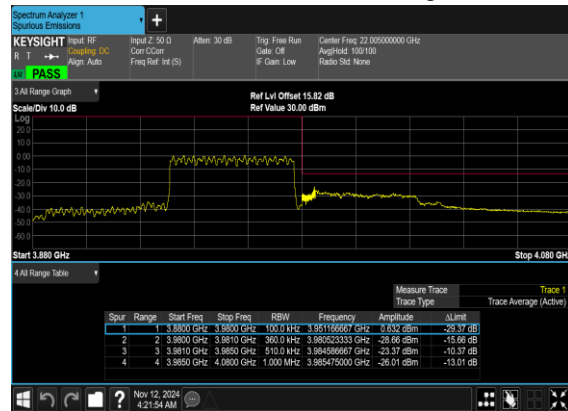 Spectrum Analyzer 1
Spurious Emissions
+
KEYSIGHT Input: RF Input Z: 50 Ω Atten: 30 dB Trig: Free Run Center Freq: 22.005000000 GHz
R T Coupling: DC Corr CCorr Gate: Off Avg|Hold: 100/100
Align: Auto Freq Ref: Int (S) IF Gain: Low Radio Std: None
PASS
3 All Range Graph
Ref Lvl Offset 15.82 dB
Scale/Div 10.0 dB Ref Value 30.00 dBm
Log
20.0
10.0
0.00
-10.0
-20.0
-30.0
-40.0
-50.0
-60.0
Start 3.880 GHz Stop 4.080 GH
4 All Range Table
Measure Trace Trace 1
Trace Type Trace Average (Active)
Spur Range Start Freq Stop Freq RBW Frequency Amplitude ΔLimit
1 1 3.8800 GHz 3.9800 GHz 100.0 kHz 3.951166667 GHz 0.632 dBm -29.37 dB
2 2 3.9800 GHz 3.9810 GHz 360.0 kHz 3.980523333 GHz -28.66 dBm -15.66 dB
3 3 3.9810 GHz 3.9850 GHz 510.0 kHz 3.984586667 GHz -23.37 dBm -10.37 dB
4 4 3.9850 GHz 4.0800 GHz 1.000 MHz 3.985475000 GHz -26.01 dBm -13.01 dB
? Nov 12, 2024
4:21:54 AM